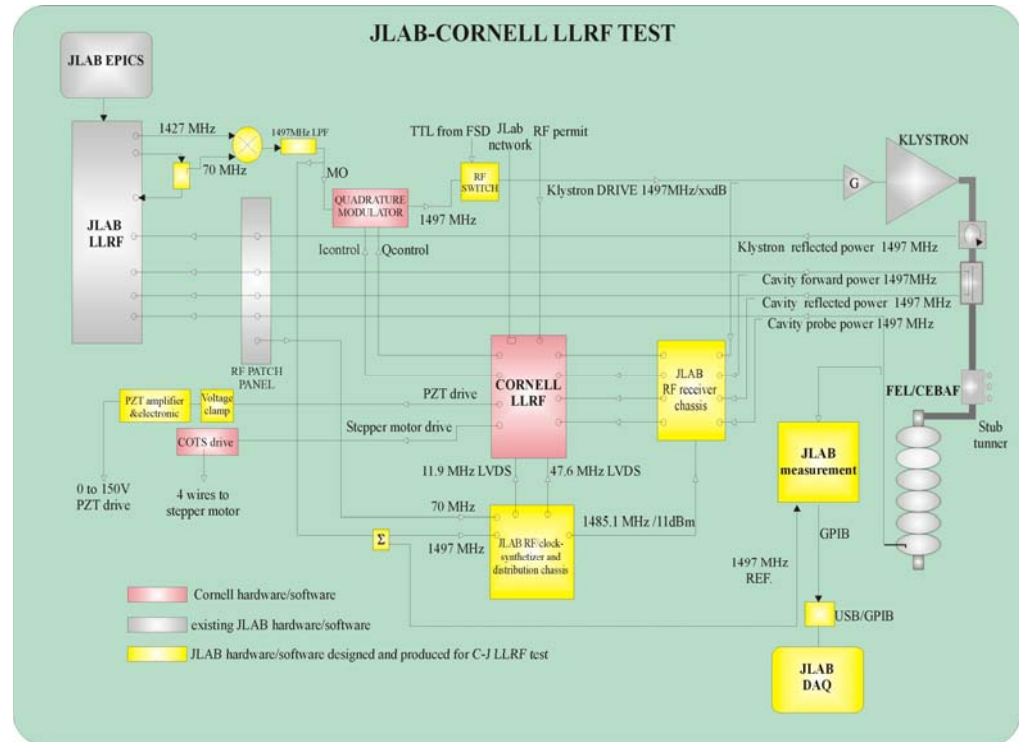 JLAB-CORNELL LLRF TEST
JLAB EPICS
1427 MHz
1497MHz LPF
70 MHz
MO
JLAB
LLRF
TTL from FSD
JLab
network
RF permit
RF
SWITCH
KLYSTRON
G
Klystron DRIVE 1497MHz/xxdB
QUADRATURE
MODULATOR
1497 MHz
Icontrol
Qcontrol
Klystron reflected power 1497 MHz
Cavity forward power 1497MHz
Cavity reflected power 1497 MHz
Cavity probe power 1497 MHz
RF PATCH
PANEL
CORNELL
LLRF
JLAB
RF receiver
chassis
FEL/CEBAF
Stub
tunner
PZT amplifier
&electronic
Voltage
clamp
PZT drive
COTS drive
Stepper motor drive
JLAB
measurement
0 to 150V
PZT drive
4 wires to
stepper motor
11.9 MHz LVDS
47.6 MHz LVDS
70 MHz
1485.1 MHz /11dBm
Σ
1497 MHz
JLAB RF clock-
synthetizer and
distribution chassis
GPIB
1497 MHz
REF.
Cornell hardware/software
existing JLAB hardware/software
JLAB hardware/software designed and produced for C-J LLRF test
USB/GPIB
JLAB
DAQ